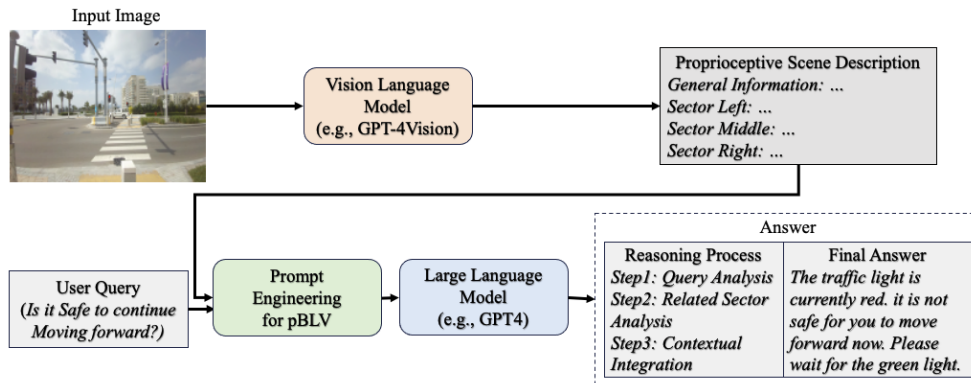 Input Image
Vision Language
Model
(e.g., GPT-4Vision)
Proprioceptive Scene Description
General Information: ...
Sector Left: ...
Sector Middle: ...
Sector Right: ...
User Query
(Is it Safe to continue
Moving forward?)
Prompt
Engineering
for pBLV
Large Language
Model
(e.g., GPT4)
Answer
Reasoning Process
Step1: Query Analysis
Step2: Related Sector
Analysis
Step3: Contextual
Integration
Final Answer
The traffic light is
currently red. it is not
safe for you to move
forward now. Please
wait for the green light.